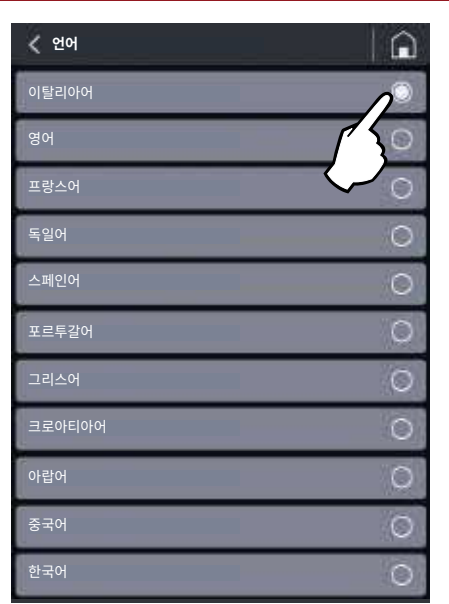 언어
이탈리아어
영어
프랑스어
독일어
스페인어
포르투갈어
그리스어
크로아티아어
아랍어
중국어
한국어